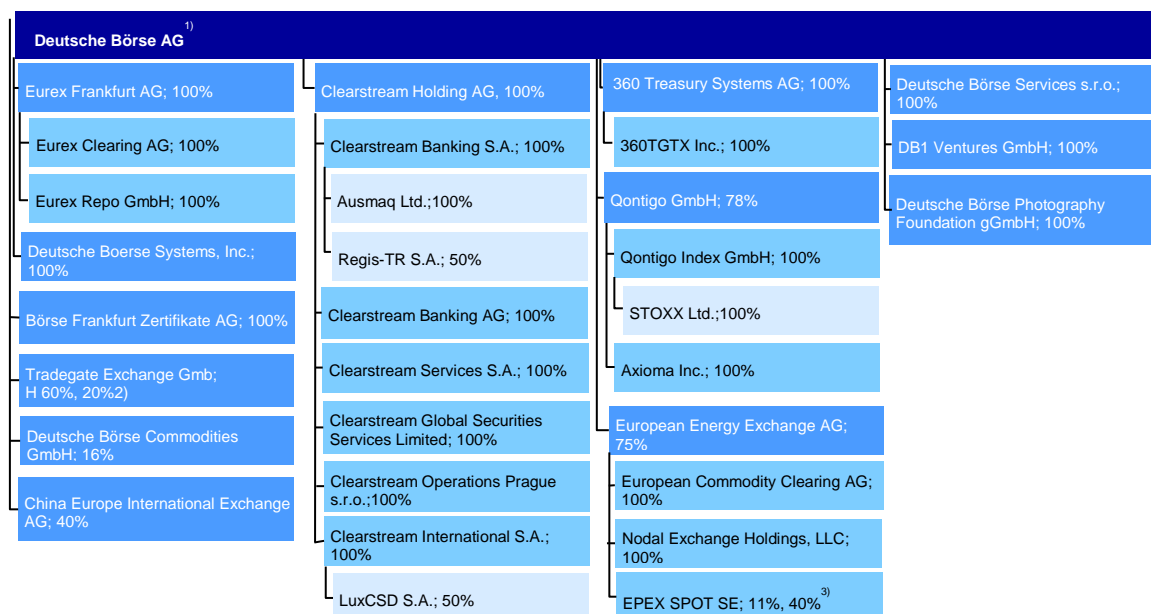 Deutsche Börse AG 1)
Eurex Frankfurt AG; 100%
Eurex Clearing AG; 100%
Eurex Repo GmbH; 100%
Deutsche Boerse Systems, Inc.;
100%
Börse Frankfurt Zertifikate AG; 100%
Tradegate Exchange Gmb;
H 60%, 20%2)
Deutsche Börse Commodities
GmbH; 16%
China Europe International Exchange
AG; 40%
Clearstream Holding AG, 100%
Clearstream Banking S.A.; 100%
Ausmaq Ltd.;100%
Regis-TR S.A.; 50%
Clearstream Banking AG; 100%
Clearstream Services S.A.; 100%
Clearstream Global Securities
Services Limited; 100%
Clearstream Operations Prague
s.r.o.;100%
Clearstream International S.A.;
100%
LuxCSD S.A.; 50%
360 Treasury Systems AG; 100%
360TGTX Inc.; 100%
Qontigo GmbH; 78%
Qontigo Index GmbH; 100%
STOXX Ltd.;100%
Axioma Inc.; 100%
European Energy Exchange AG;
75%
European Commodity Clearing AG;
100%
Nodal Exchange Holdings, LLC;
100%
EPEX SPOT SE; 11%, 40% 3)
Deutsche Börse Services s.r.o.;
100%
DB1 Ventures GmbH; 100%
Deutsche Börse Photography
Foundation gGmbH; 100%